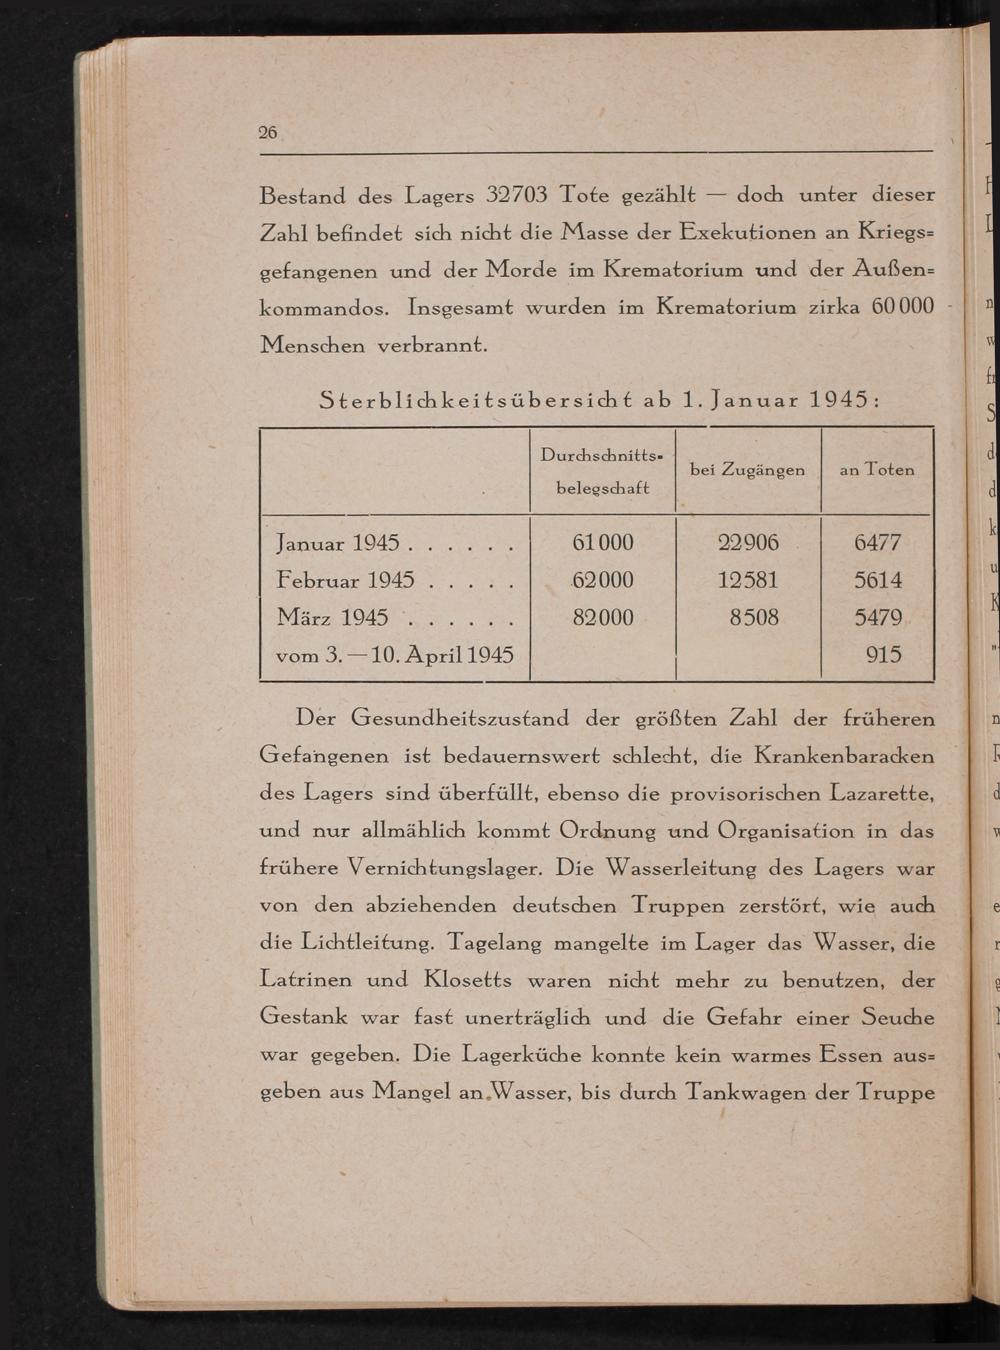 26
Bestand des Lagers 32703 Tote gezählt — doch unter dieser
Zahl befindet sich nicht die Masse der Exekutionen an Kriegs=
gefangenen und der Morde im Krematorium und der Außen=
kommandos. Insgesamt wurden im Krematorium zirka 60000
Menschen verbrannt.
Sterblichkeitsübersicht ab 1. Januar 1945:
Durchschnitts-
belegschaft
bei Zugängen
an Toten
Januar 1945 . . . . . . 61000 22906 6477
Februar 1945 . . . . . 62000 12581 5614
März 1945 . . . . . . 82000 8508 5479
vom 3.—10. April 1945 915
Der Gesundheitszustand der größten Zahl der früheren
Gefangenen ist bedauernswert schlecht, die Krankenbaracken
des Lagers sind überfüllt, ebenso die provisorischen Lazarette,
und nur allmählich kommt Ordnung und Organisation in das
frühere Vernichtungslager. Die Wasserleitung des Lagers war
von den abziehenden deutschen Truppen zerstört, wie auch
die Lichtleitung. Tagelang mangelte im Lager das Wasser, die
Latrinen und Klosetts waren nicht mehr zu benutzen, der
Gestank war fast unerträglich und die Gefahr einer Seuche
war gegeben. Die Lagerküche konnte kein warmes Essen aus=
geben aus Mangel an Wasser, bis durch Tankwagen der Truppe